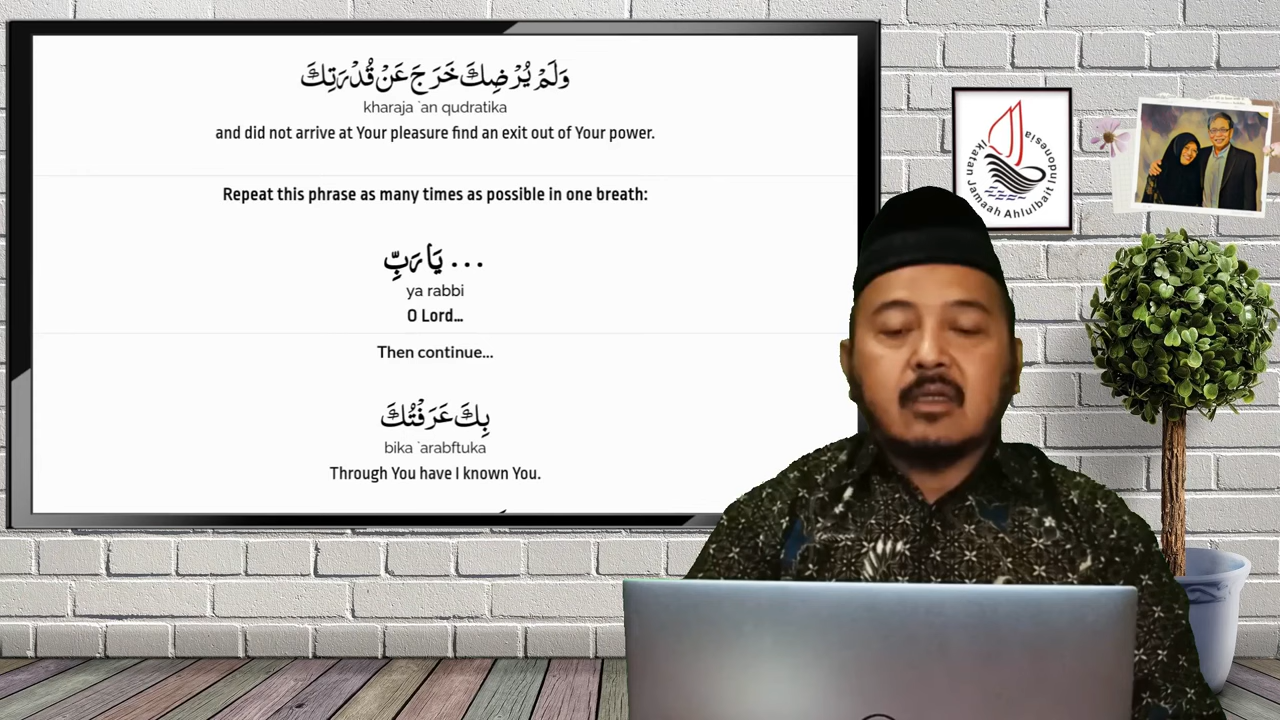 وَلَمْ يُرْضِكَ خَرَجَ عَنْ قُدْرَتِكَ
kharaja `an qudratika
and did not arrive at Your pleasure find an exit out of Your power.
Repeat this phrase as many times as possible in one breath:
يَا رَبِّ ...
ya rabbi
O Lord...
Then continue...
بِكَ عَرَفْتُكَ
bika `arabftuka
Through You have I known You.
Ikatan Jamaah Ahlulbait Indonesia